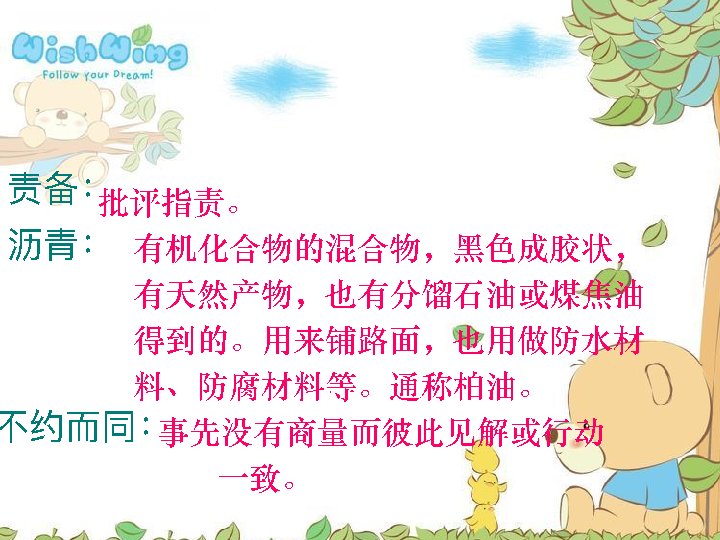 WishWing
Follow your Dream!
责备：批评指责。
沥青：有机化合物的混合物，黑色成胶状，
有天然产物，也有分馏石油或煤焦油
得到的。用来铺路面，也用做防水材
料、防腐材料等。通称柏油。
不约而同：事先没有商量而彼此见解或行动
一致。